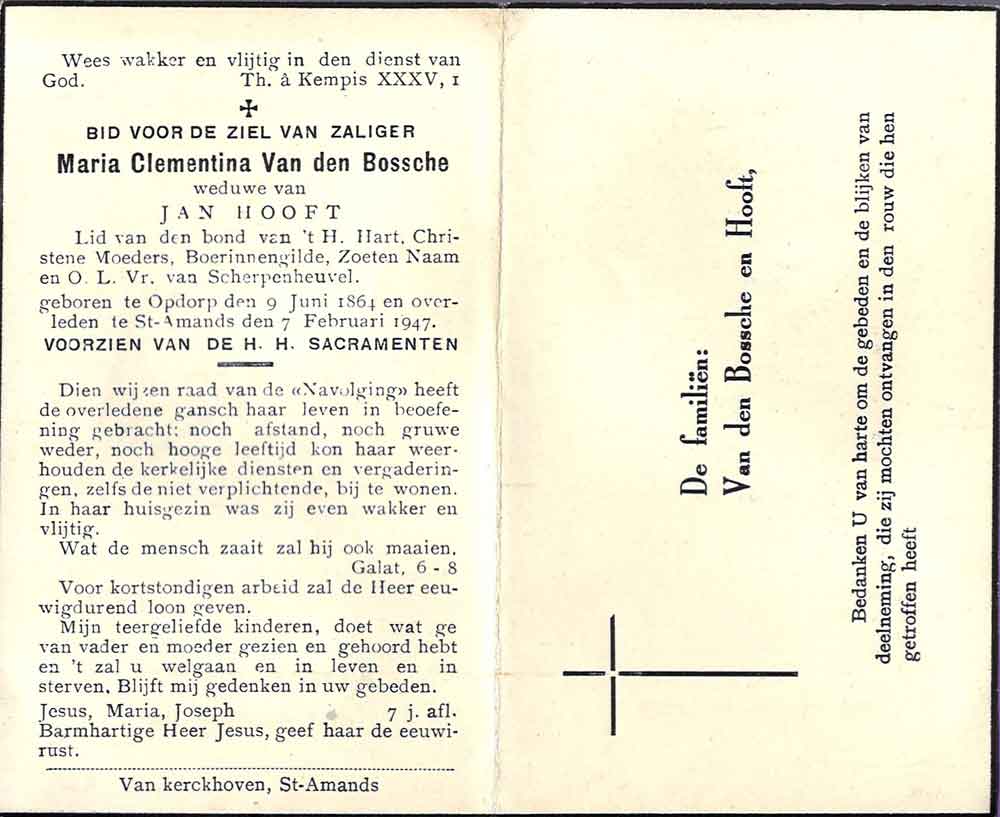 Wees wakker en vlijtig in den dienst van
God. Th. â Kempis XXXV, 1
BID VOOR DE ZIEL VAN ZALIGER
Maria Clementina Van den Bossche
weduwe van
JAN HOOFT
Lid van den bond van 't H. Hart, Chri-
stene Moeders, Boerinnengilde, Zoeten Naam
en O. L. Vr. van Scherpenheuvel.
geboren te Opdorp den 9 Juni 1864 en over-
leden te St-Amands den 7 Februari 1947.
VOORZIEN VAN DE H. H. SACRAMENTEN
Dien wijzen raad van de «Navolging» heeft
de overledene gansch haar leven in beoefe-
ning gebracht; noch afstand, noch gruwe
weder, noch hooge leeftijd kon haar weer-
houden de kerkelijke diensten en vergaderin-
gen, zelfs de niet verplichtende, bij te wonen.
In haar huisgezin was zij even wakker en
vlijtig.
Wat de mensch zaait zal hij ook maaien.
Galat, 6 - 8
Voor kortstondigen arbeid zal de Heer eeu-
wigdurend loon geven.
Mijn teergeliefde kinderen, doet wat ge
van vader en moeder gezien en gehoord hebt
en 't zal u welgaan en in leven en in
sterven. Blijft mij gedenken in uw gebeden.
Jesus, Maria, Joseph 7 j. afl.
Barmhartige Heer Jesus, geef haar de eeuwi-
rust.
Van kerckhoven, St-Amands
De familiën:
Van den Bossche en Hooft,
Bedanken U van harte om de gebeden en de blijken van
deelneming, die zij mochten ontvangen in den rouw die hen
getroffen heeft